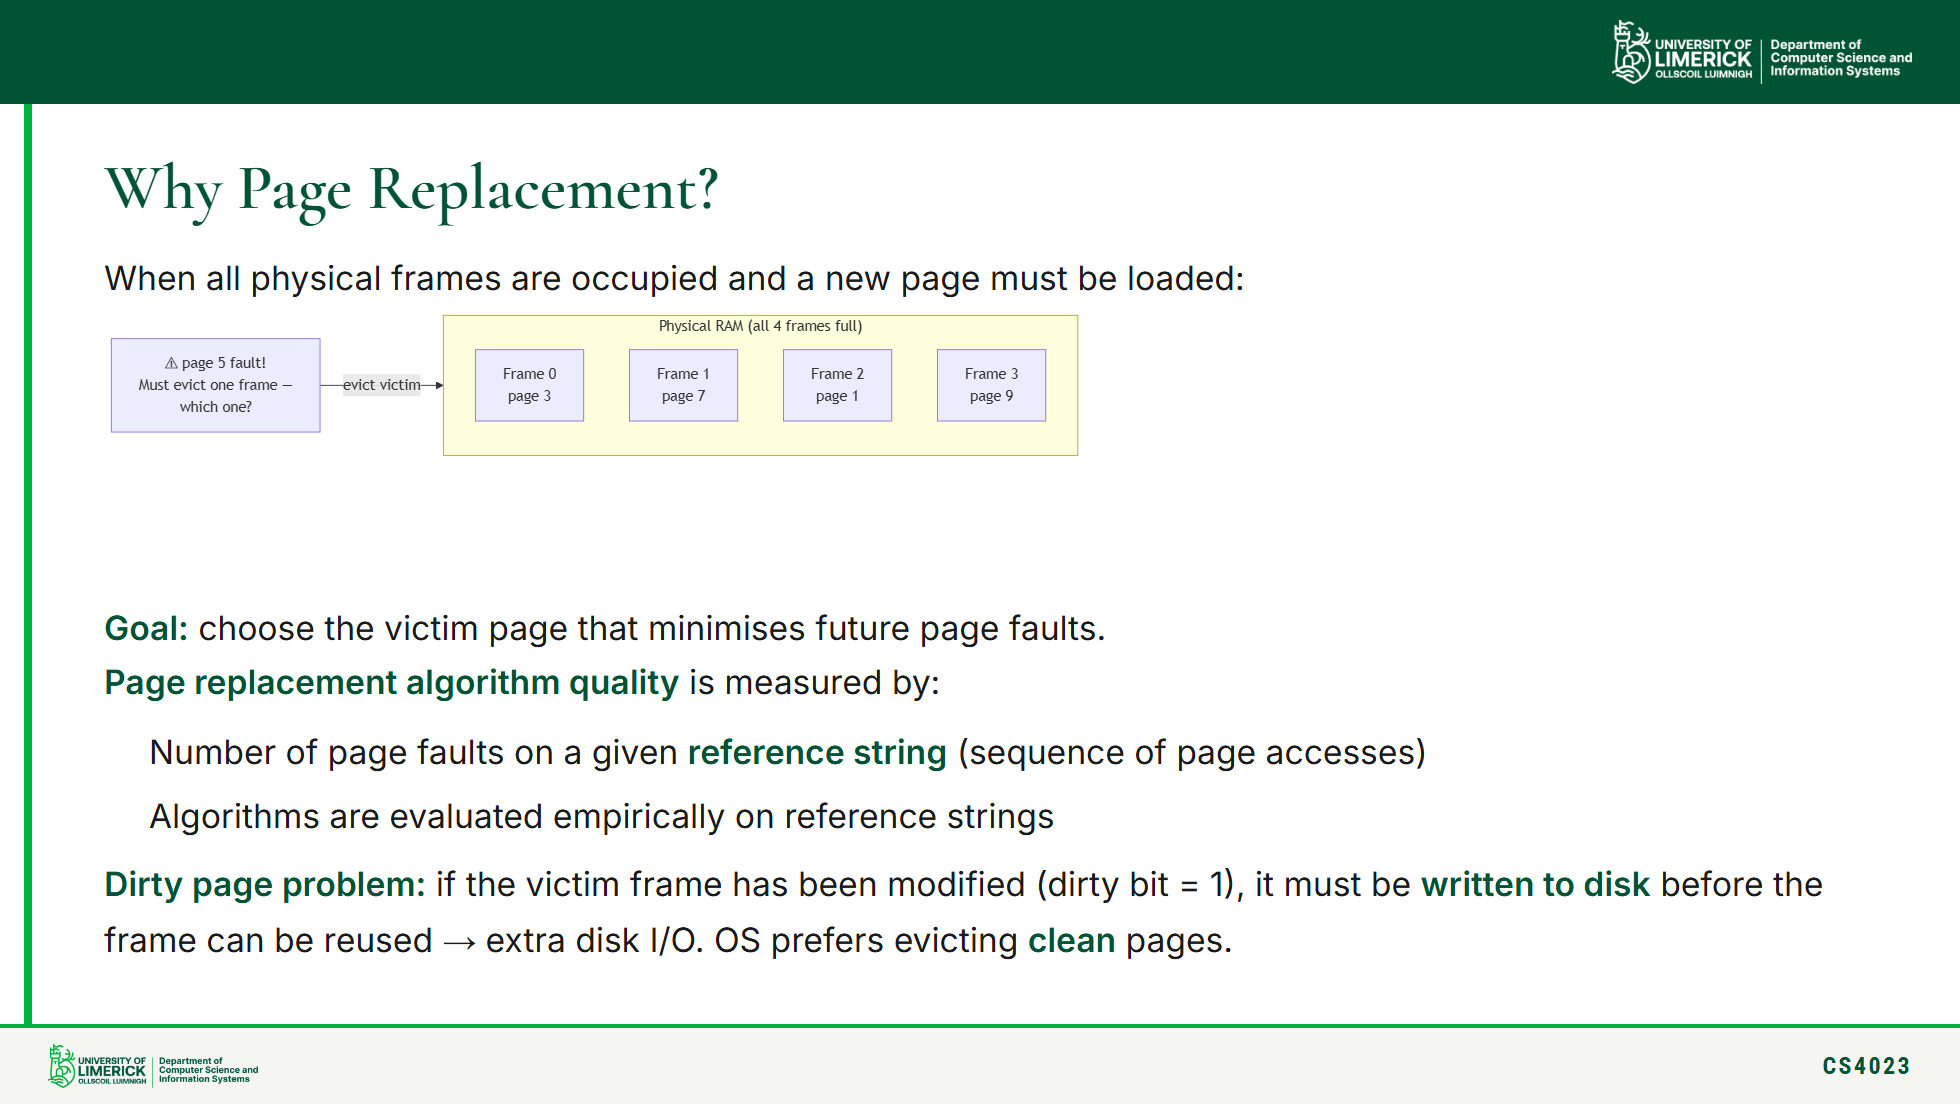 UNIVERSITY OF
LIMERICK
OLLSCOIL LUIMNIGH
Department of
Computer Science and
Information Systems
Why Page Replacement?
When all physical frames are occupied and a new page must be loaded:
⚠ page 5 fault!
Must evict one frame –
which one?
evict victim
Physical RAM (all 4 frames full)
Frame 0
page 3
Frame 1
page 7
Frame 2
page 1
Frame 3
page 9
Goal: choose the victim page that minimises future page faults.
Page replacement algorithm quality is measured by:
Number of page faults on a given reference string (sequence of page accesses)
Algorithms are evaluated empirically on reference strings
Dirty page problem: if the victim frame has been modified (dirty bit = 1), it must be written to disk before the
frame can be reused → extra disk I/O. OS prefers evicting clean pages.
UNIVERSITY OF
LIMERICK
OLLSCOIL LUIMNIGH
Department of
Computer Science and
Information Systems
CS4023